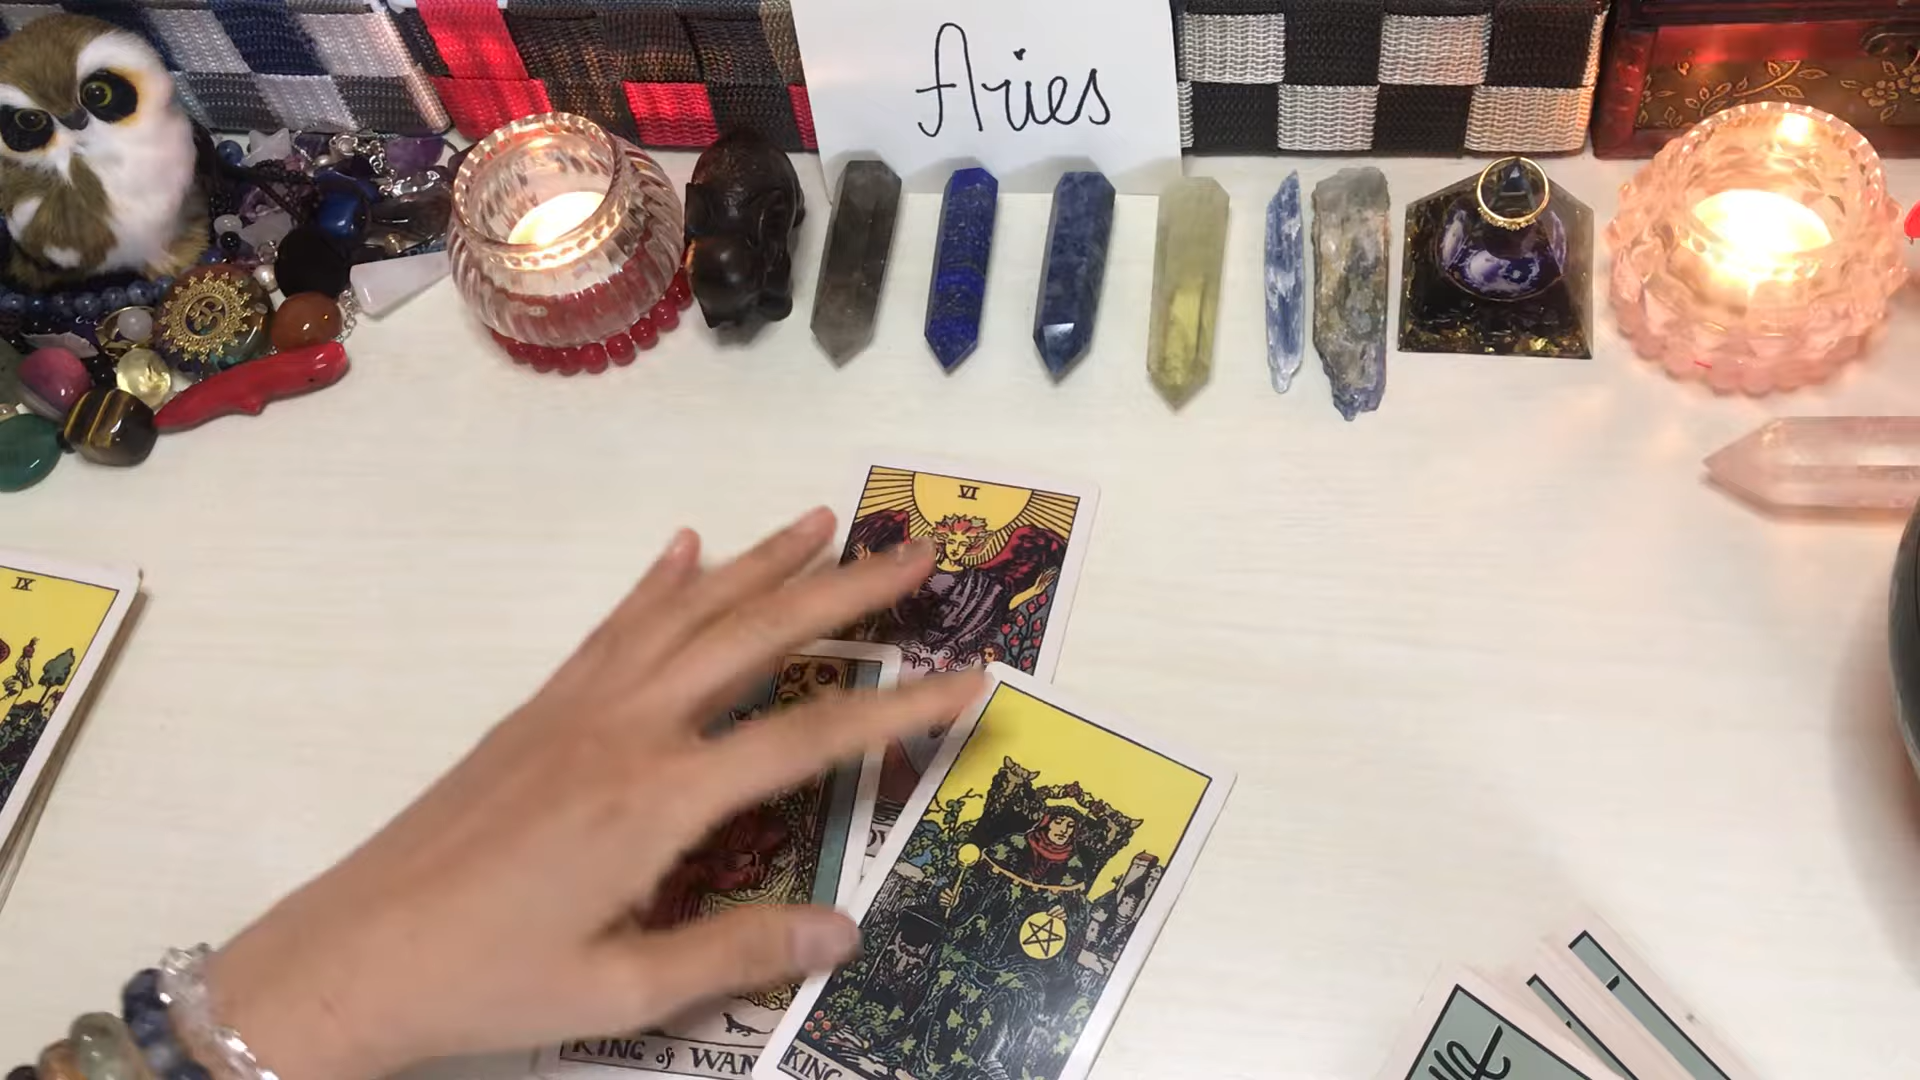 Aries
VI
IX
KING of WAN
KING